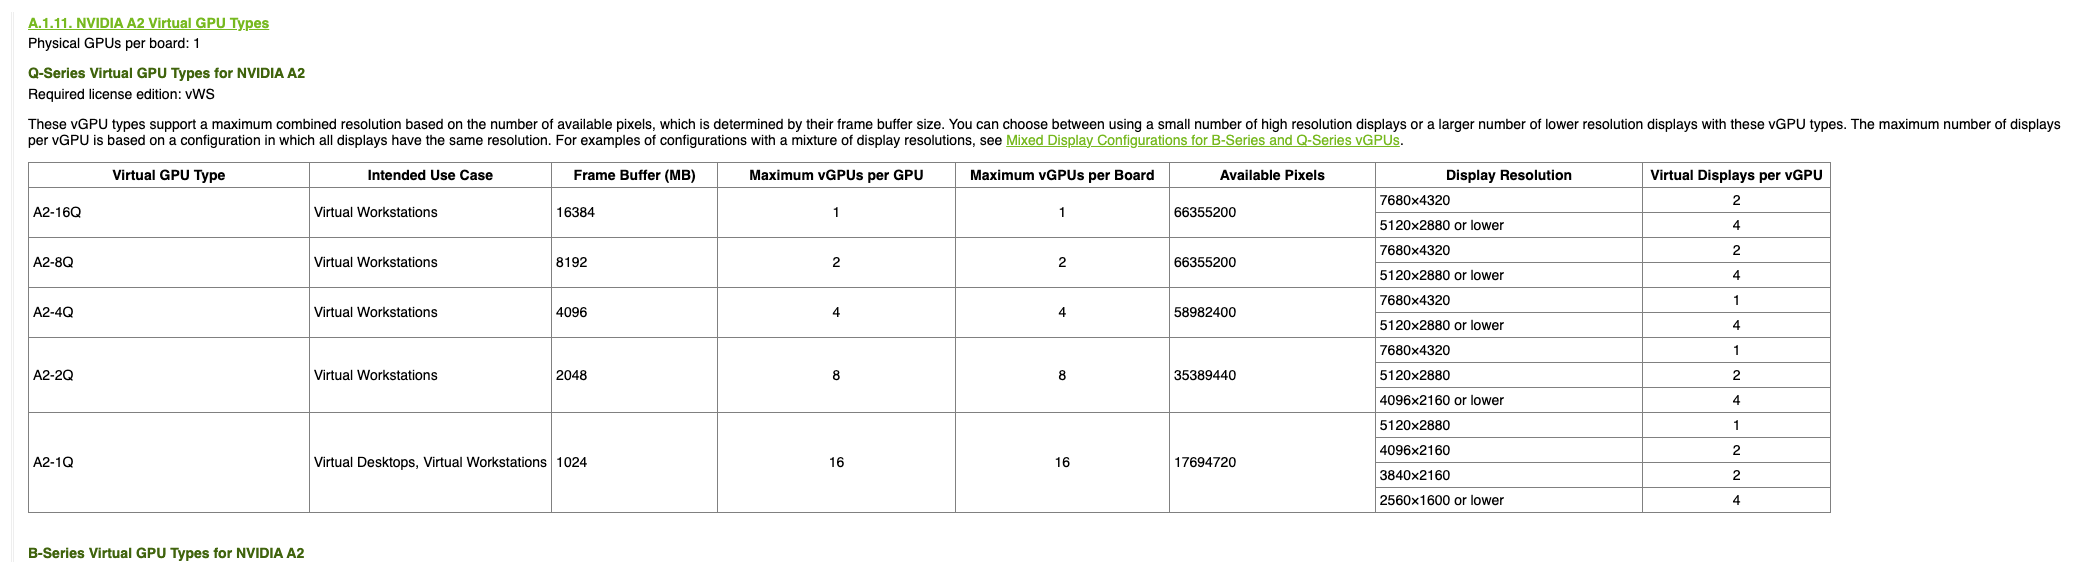 A.1.11. NVIDIA A2 Virtual GPU Types
Physical GPUs per board: 1
Q-Series Virtual GPU Types for NVIDIA A2
Required license edition: vWS
These vGPU types support a maximum combined resolution based on the number of available pixels, which is determined by their frame buffer size. You can choose between using a small number of high resolution displays or a larger number of lower resolution displays with these vGPU types. The maximum number of displays
per vGPU is based on a configuration in which all displays have the same resolution. For examples of configurations with a mixture of display resolutions, see Mixed Display Configurations for B-Series and Q-Series vGPUs.
Virtual GPU Type Intended Use Case Frame Buffer (MB) Maximum vGPUs per GPU Maximum vGPUs per Board Available Pixels Display Resolution Virtual Displays per vGPU
A2-16Q Virtual Workstations 16384 1 1 66355200 7680×4320 2
5120×2880 or lower 4
A2-8Q Virtual Workstations 8192 2 2 66355200 7680×4320 2
5120×2880 or lower 4
A2-4Q Virtual Workstations 4096 4 4 58982400 7680×4320 1
5120×2880 or lower 4
A2-2Q Virtual Workstations 2048 8 8 35389440 7680×4320 1
5120×2880 2
4096×2160 or lower 4
A2-1Q Virtual Desktops, Virtual Workstations 1024 16 16 17694720 5120×2880 1
4096×2160 2
3840×2160 2
2560×1600 or lower 4
B-Series Virtual GPU Types for NVIDIA A2